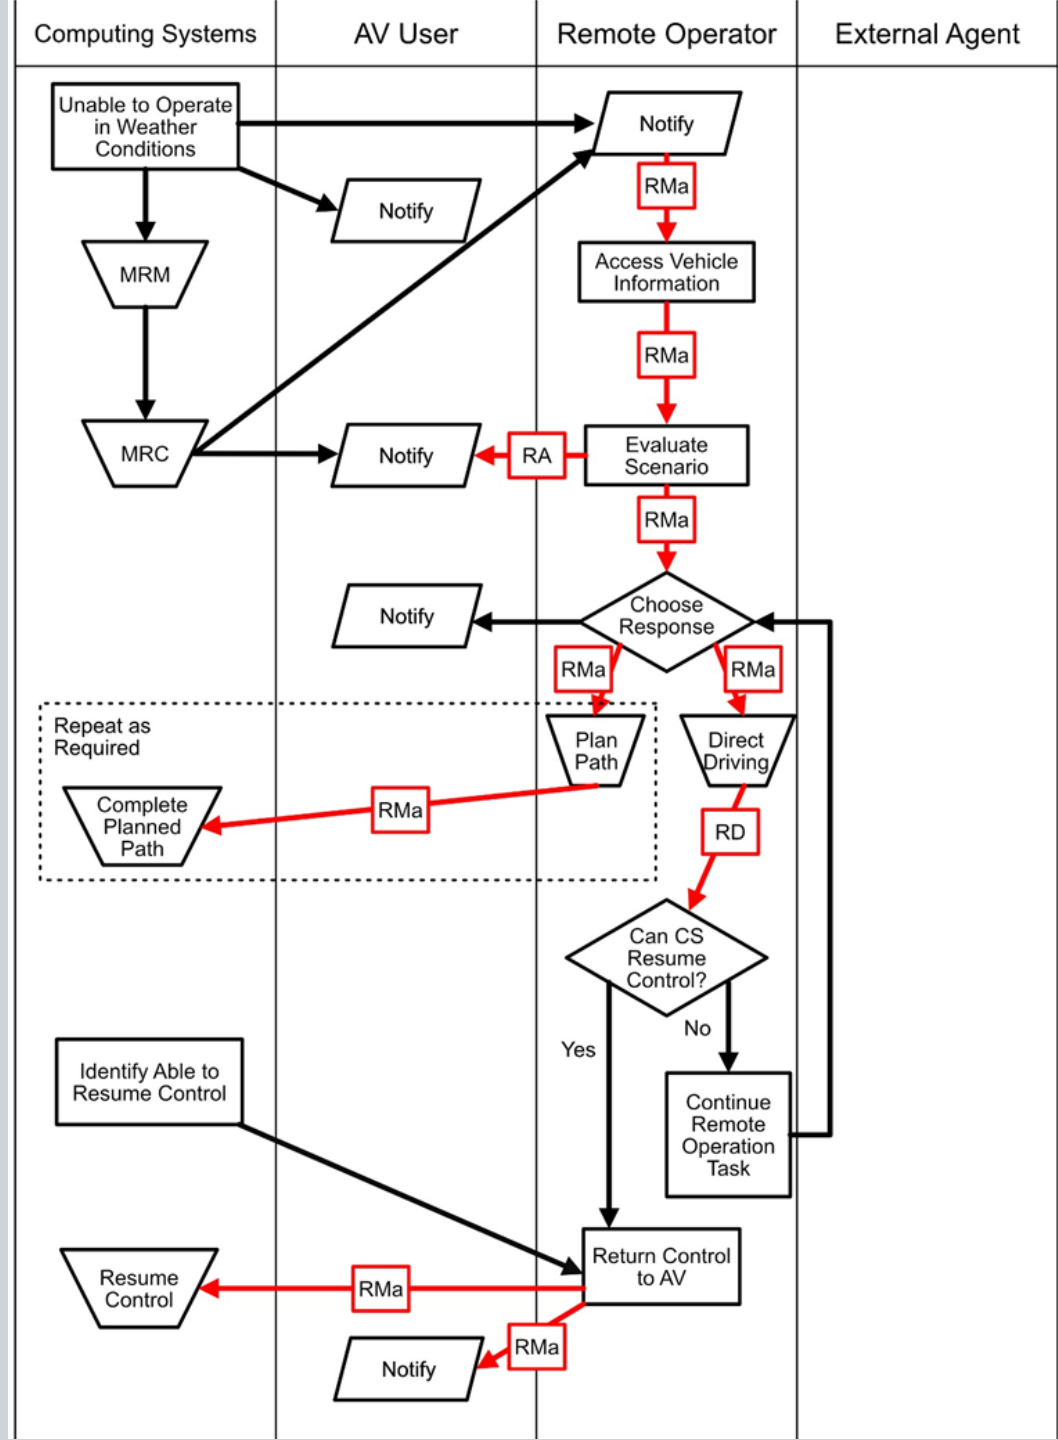 Computing Systems
AV User
Remote Operator
External Agent
Unable to Operate
in Weather
Conditions
Notify
RMa
Notify
Access Vehicle
Information
MRM
RMa
MRC
Notify
RA
Evaluate
Scenario
RMa
Notify
Choose
Response
RMa
RMa
Repeat as
Required
Plan
Path
Direct
Driving
Complete
Planned
Path
RMa
RD
Can CS
Resume
Control?
Yes
No
Identify Able to
Resume Control
Continue
Remote
Operation
Task
Return Control
to AV
Resume
Control
RMa
RMa
Notify